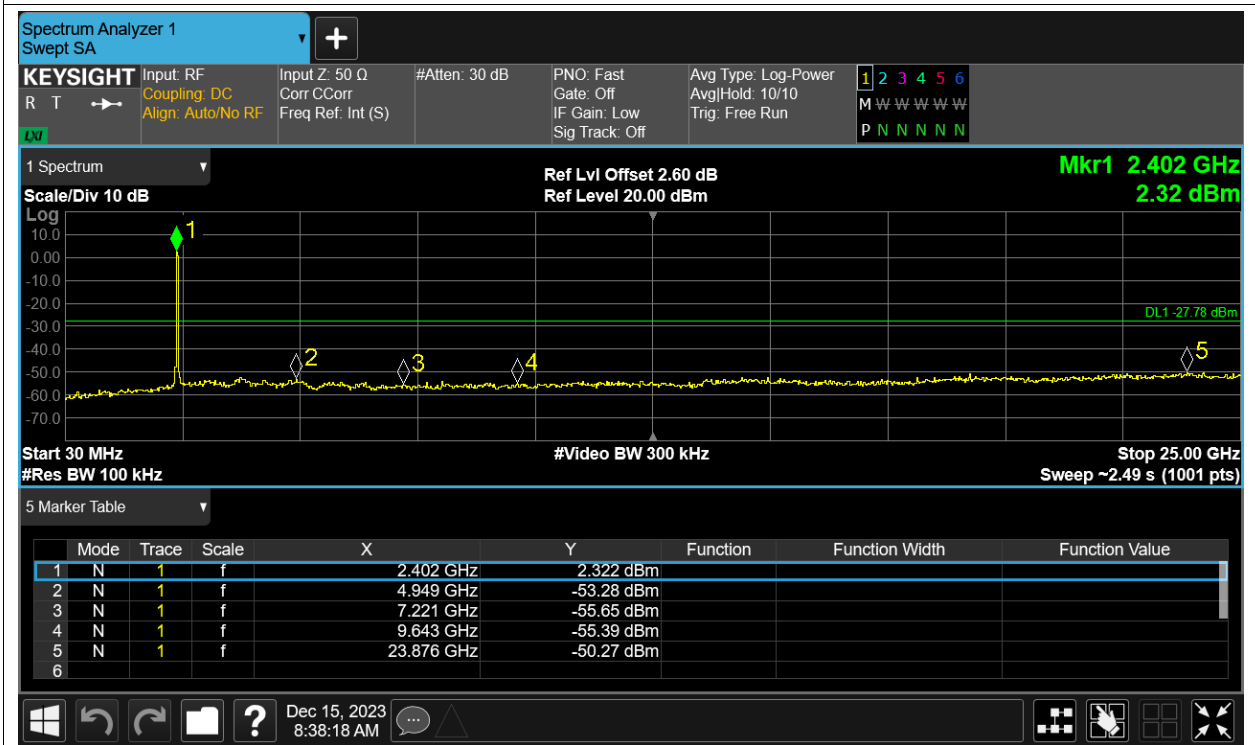 Spectrum Analyzer 1
Swept SA
+
KEYSIGHT
R T
LXI
Input: RF
Coupling: DC
Align: Auto/No RF
Input Z: 50 Ω
Corr CCorr
Freq Ref: Int (S)
#Atten: 30 dB
PNO: Fast
Gate: Off
IF Gain: Low
Sig Track: Off
Avg Type: Log-Power
Avg|Hold: 10/10
Trig: Free Run
1 2 3 4 5 6
M W W W W W
P N N N N N
1 Spectrum
Scale/Div 10 dB
Ref Lvl Offset 2.60 dB
Ref Level 20.00 dBm
Mkr1 2.402 GHz
2.32 dBm
Log
10.0
0.00
-10.0
-20.0
-30.0
-40.0
-50.0
-60.0
-70.0
1
2
3
4
5
DL1 -27.78 dBm
Start 30 MHz
#Video BW 300 kHz
Stop 25.00 GHz
#Res BW 100 kHz
Sweep ~2.49 s (1001 pts)
5 Marker Table
Mode Trace Scale X Y Function Function Width Function Value
1 N 1 f 2.402 GHz 2.322 dBm
2 N 1 f 4.949 GHz -53.28 dBm
3 N 1 f 7.221 GHz -55.65 dBm
4 N 1 f 9.643 GHz -55.39 dBm
5 N 1 f 23.876 GHz -50.27 dBm
6
?
Dec 15, 2023
8:38:18 AM